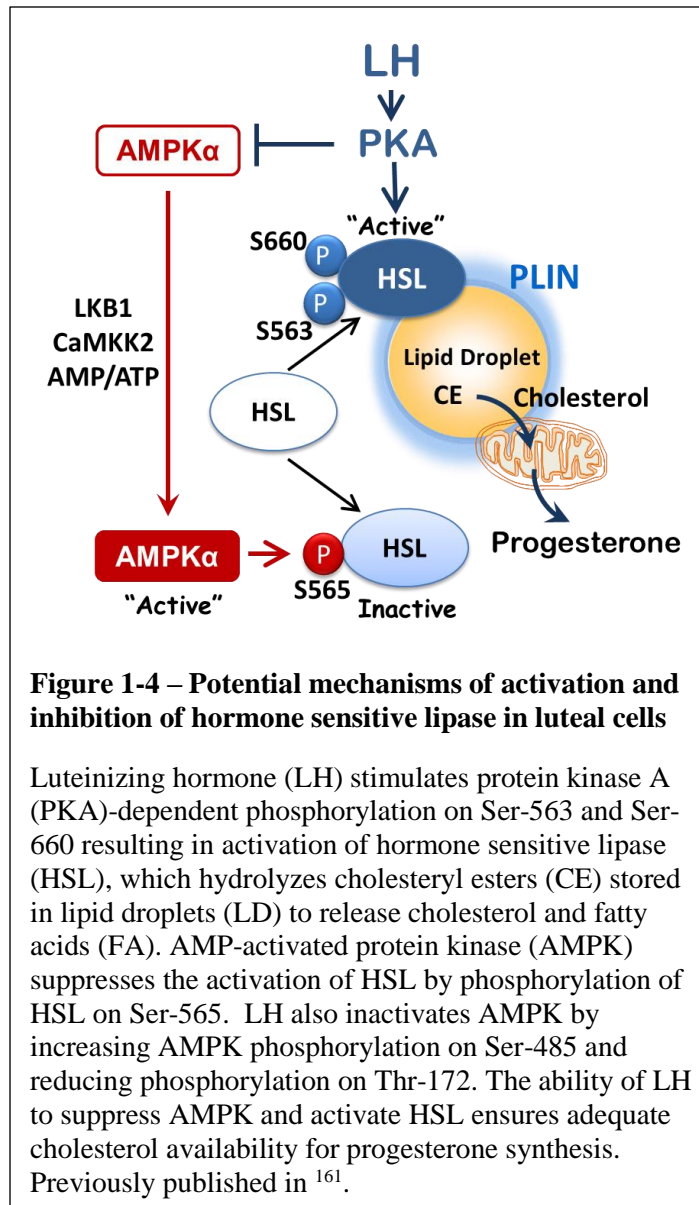 LH
PKA
AMPKα
"Active"
S660
P
HSL
PLIN
P
S563
LKB1
CaMKK2
AMP/ATP
Lipid Droplet
CE
Cholesterol
HSL
Progesterone
AMPKα
P
HSL
"Active"
S565
Inactive
Figure 1-4 – Potential mechanisms of activation and
inhibition of hormone sensitive lipase in luteal cells
Luteinizing hormone (LH) stimulates protein kinase A
(PKA)-dependent phosphorylation on Ser-563 and Ser-
660 resulting in activation of hormone sensitive lipase
(HSL), which hydrolyzes cholesteryl esters (CE) stored
in lipid droplets (LD) to release cholesterol and fatty
acids (FA). AMP-activated protein kinase (AMPK)
suppresses the activation of HSL by phosphorylation of
HSL on Ser-565.  LH also inactivates AMPK by
increasing AMPK phosphorylation on Ser-485 and
reducing phosphorylation on Thr-172. The ability of LH
to suppress AMPK and activate HSL ensures adequate
cholesterol availability for progesterone synthesis.
Previously published in 161.